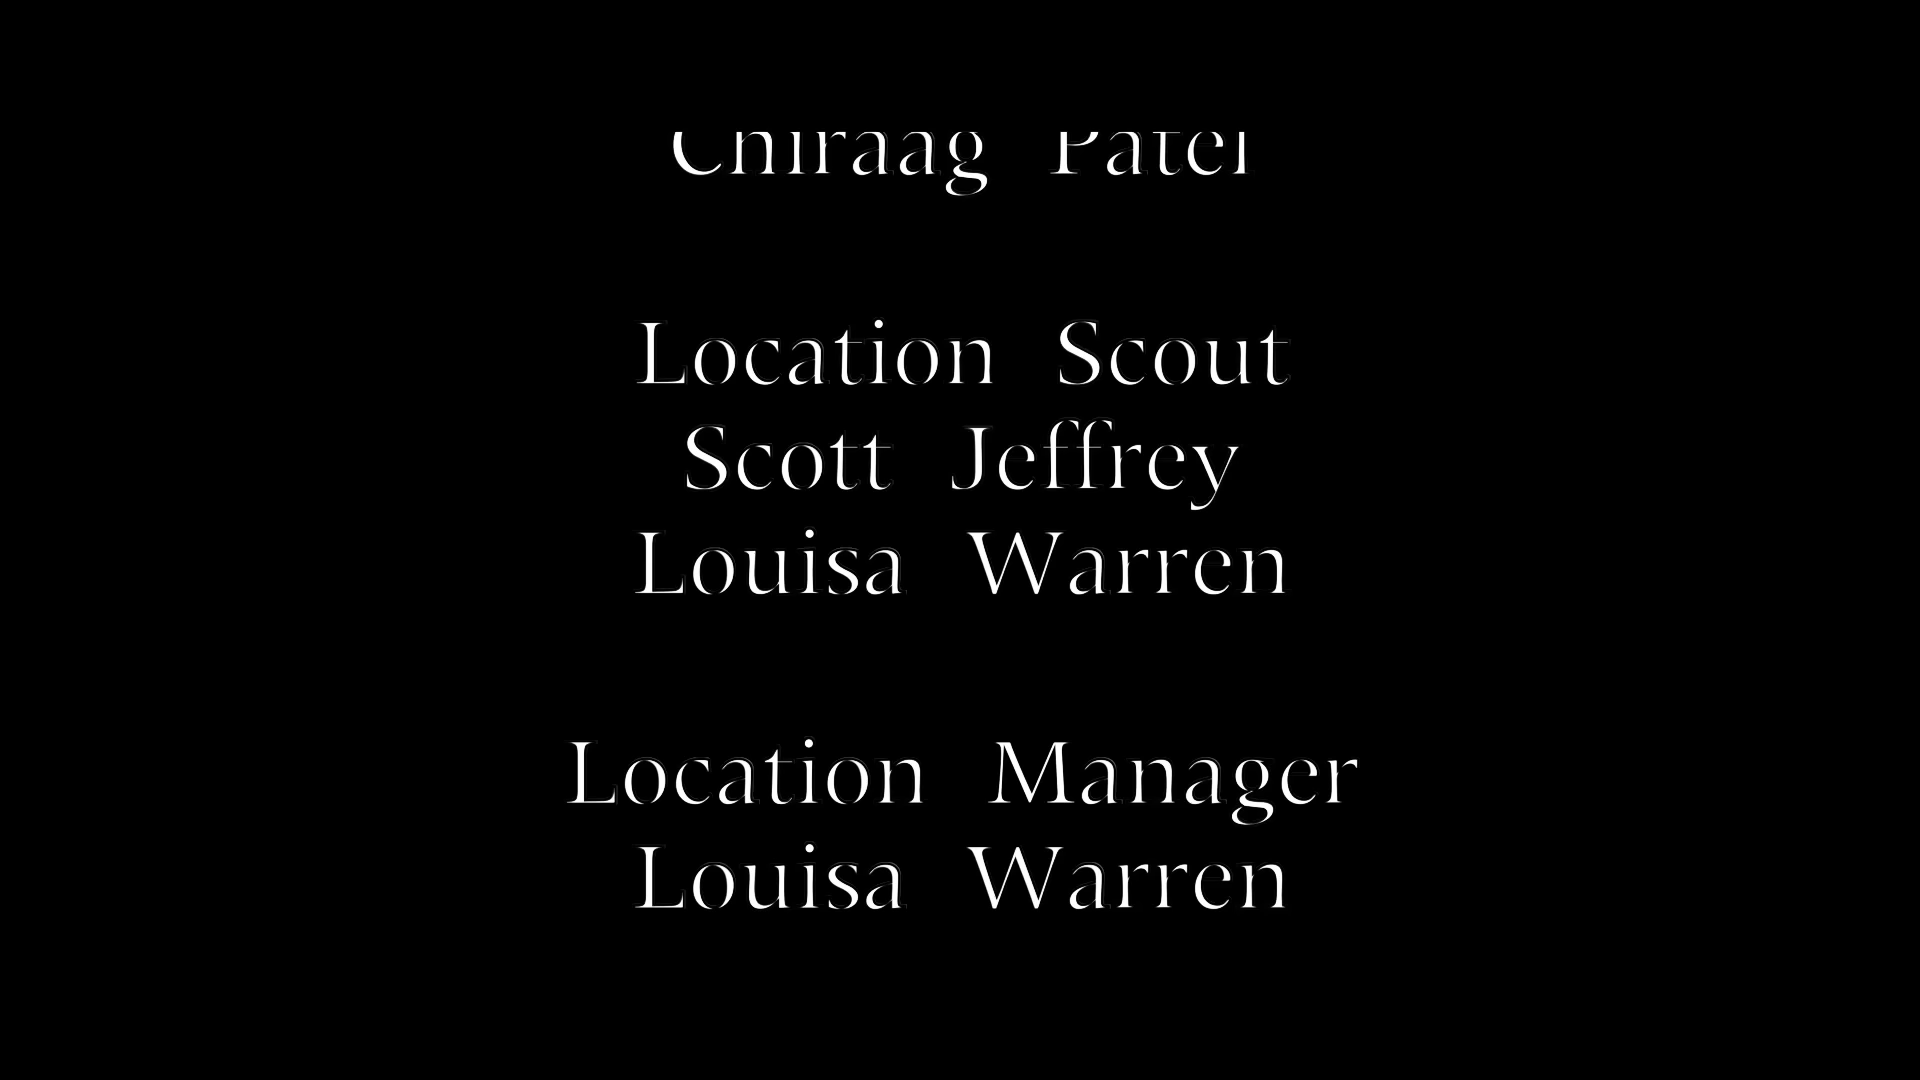 Chiraag Patel
Location Scout
Scott Jeffrey
Louisa Warren
Location Manager
Louisa Warren